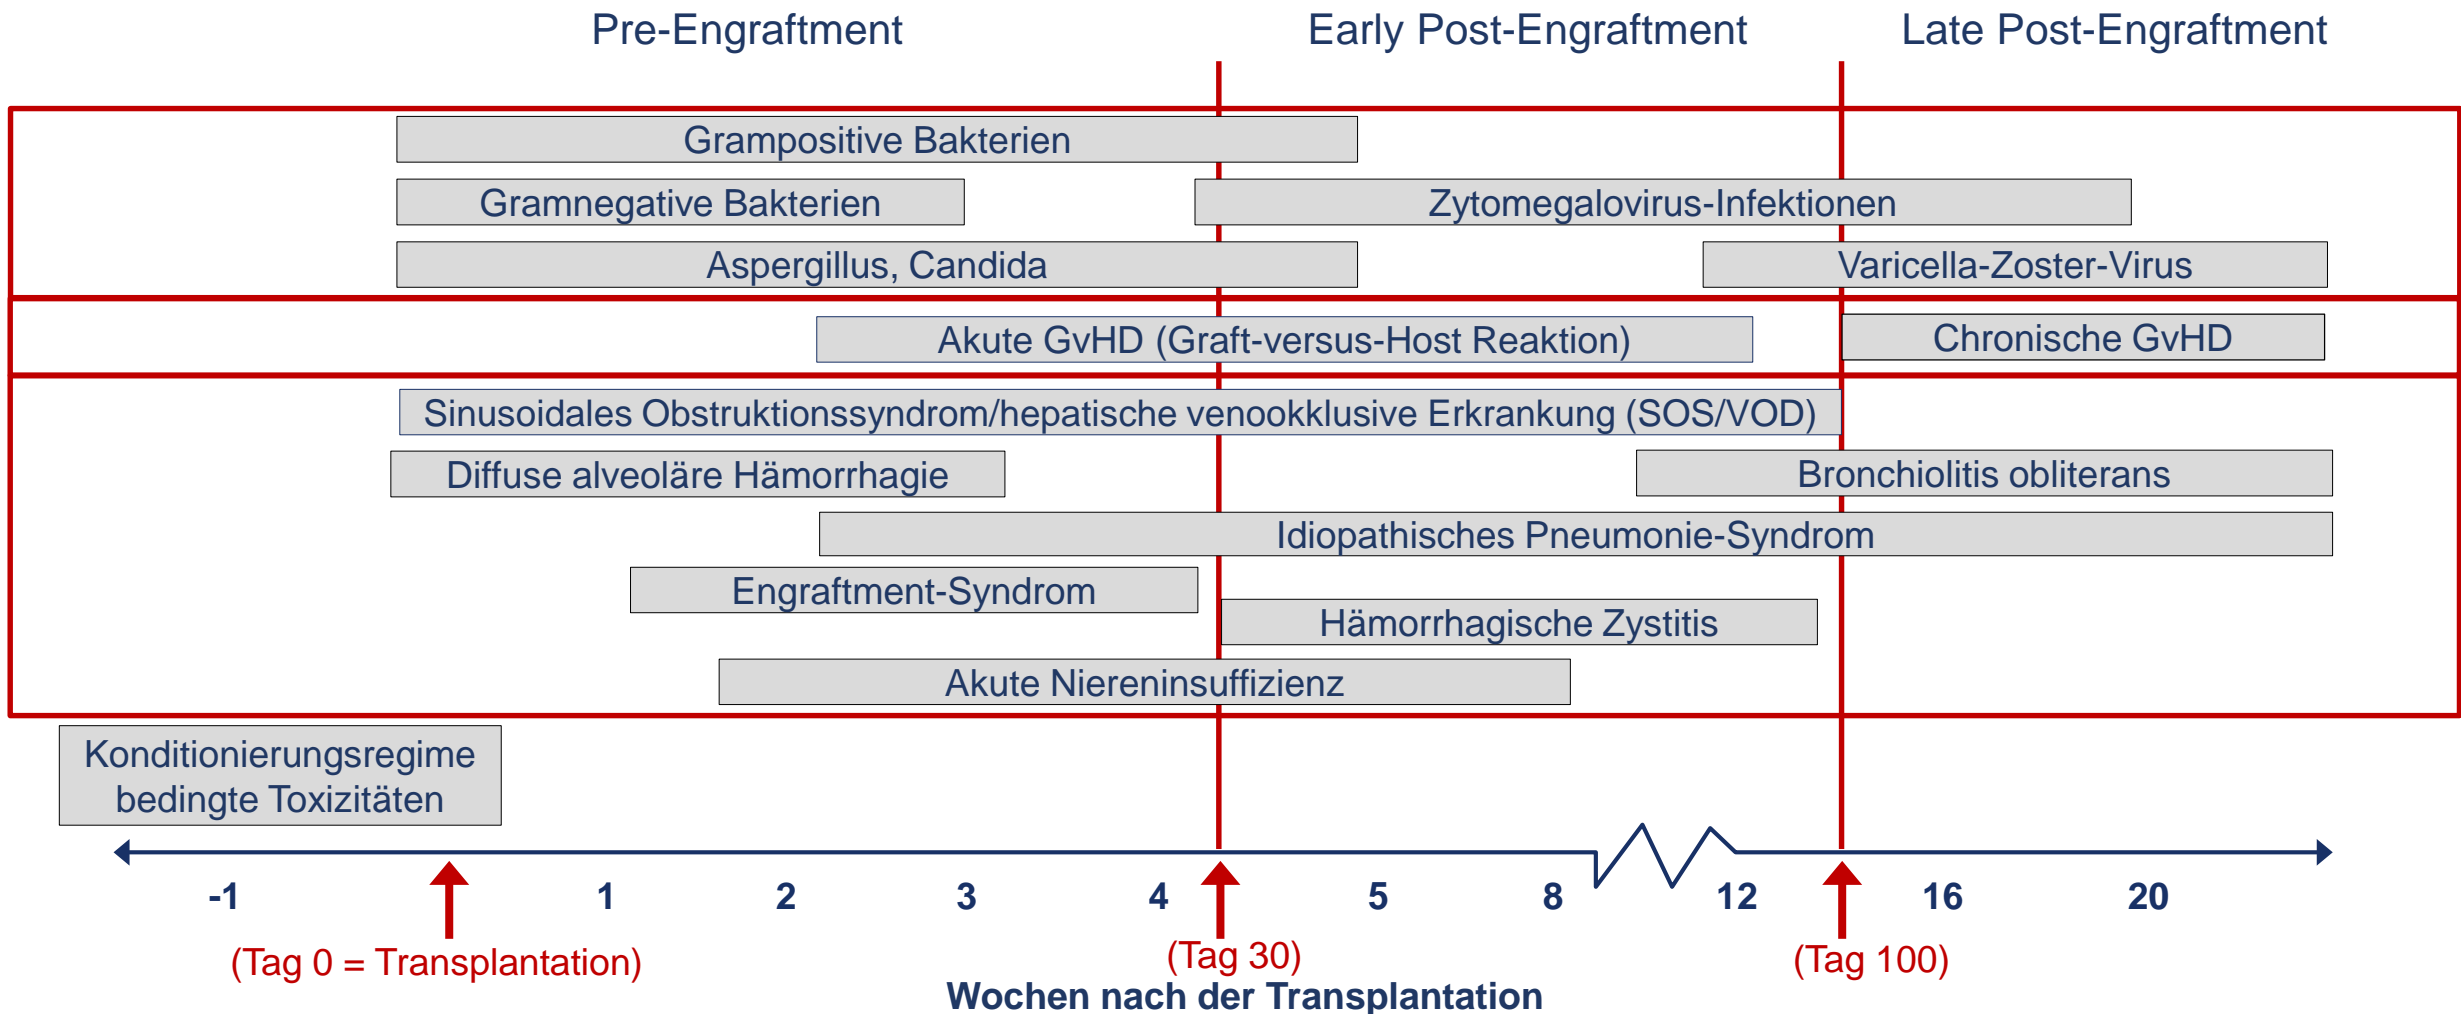 Pre-Engraftment
Early Post-Engraftment
Late Post-Engraftment
Grampositive Bakterien
Gramnegative Bakterien
Zytomegalovirus-Infektionen
Aspergillus, Candida
Varicella-Zoster-Virus
Akute GvHD (Graft-versus-Host Reaktion)
Chronische GvHD
Sinusoidales Obstruktionssyndrom/hepatische venookklusive Erkrankung (SOS/VOD)
Diffuse alveoläre Hämorrhagie
Bronchiolitis obliterans
Idiopathisches Pneumonie-Syndrom
Engraftment-Syndrom
Hämorrhagische Zystitis
Akute Niereninsuffizienz
Konditionierungsregime
bedingte Toxizitäten
-1 1 2 3 4 5 8 12 16 20
(Tag 0 = Transplantation)
(Tag 30)
(Tag 100)
Wochen nach der Transplantation